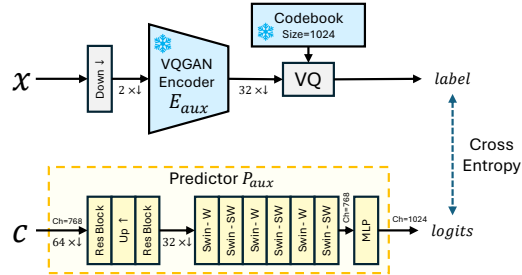 Codebook
Size=1024
x
Down ↓
2 ×↓
VQGAN
Encoder
E_aux
32 ×↓
VQ
label
Cross
Entropy
Predictor P_aux
c
Ch=768
64 ×↓
Res Block
Up ↑
Res Block
32 ×↓
Swin - W
Swin - SW
Swin - W
Swin - SW
Swin - W
Swin - SW
Ch=768
MLP
Ch=1024
logits